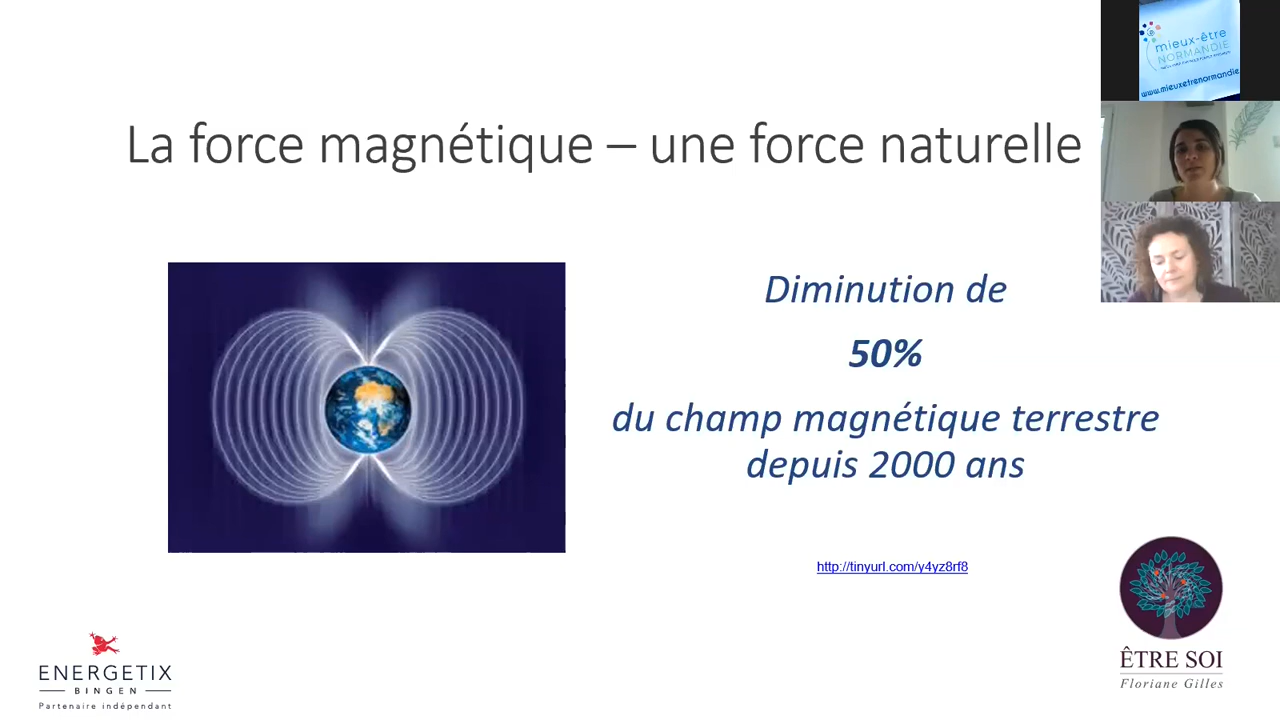 La force magnétique – une force naturelle
Diminution de
50%
du champ magnétique terrestre
depuis 2000 ans
http://tinyurl.com/y4yz8rf8
ENERGETIX
BINGEN
Partenaire indépendant
ÊTRE SOI
Floriane Gilles
mieux-être
NORMANDIE
www.mieuxetrenormandie